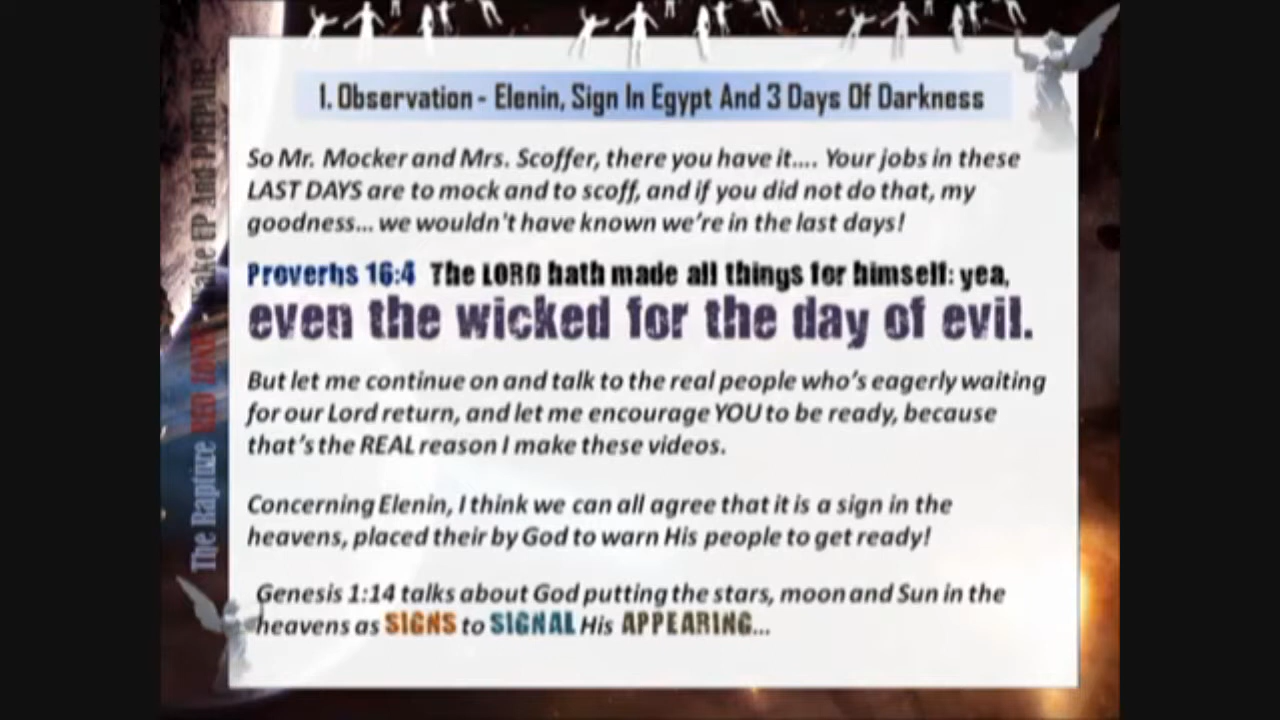 1. Observation - Elenin, Sign In Egypt And 3 Days Of Darkness
So Mr. Mocker and Mrs. Scoffer, there you have it.... Your jobs in these
LAST DAYS are to mock and to scoff, and if you did not do that, my
goodness... we wouldn't have known we're in the last days!
Proverbs 16:4 The LORD hath made all things for himself: yea,
even the wicked for the day of evil.
But let me continue on and talk to the real people who's eagerly waiting
for our Lord return, and let me encourage YOU to be ready, because
that's the REAL reason I make these videos.
Concerning Elenin, I think we can all agree that it is a sign in the
heavens, placed their by God to warn His people to get ready!
Genesis 1:14 talks about God putting the stars, moon and Sun in the
heavens as SIGNS to SIGNAL His APPEARING...
The Rapture RED ZONE And PREPARE